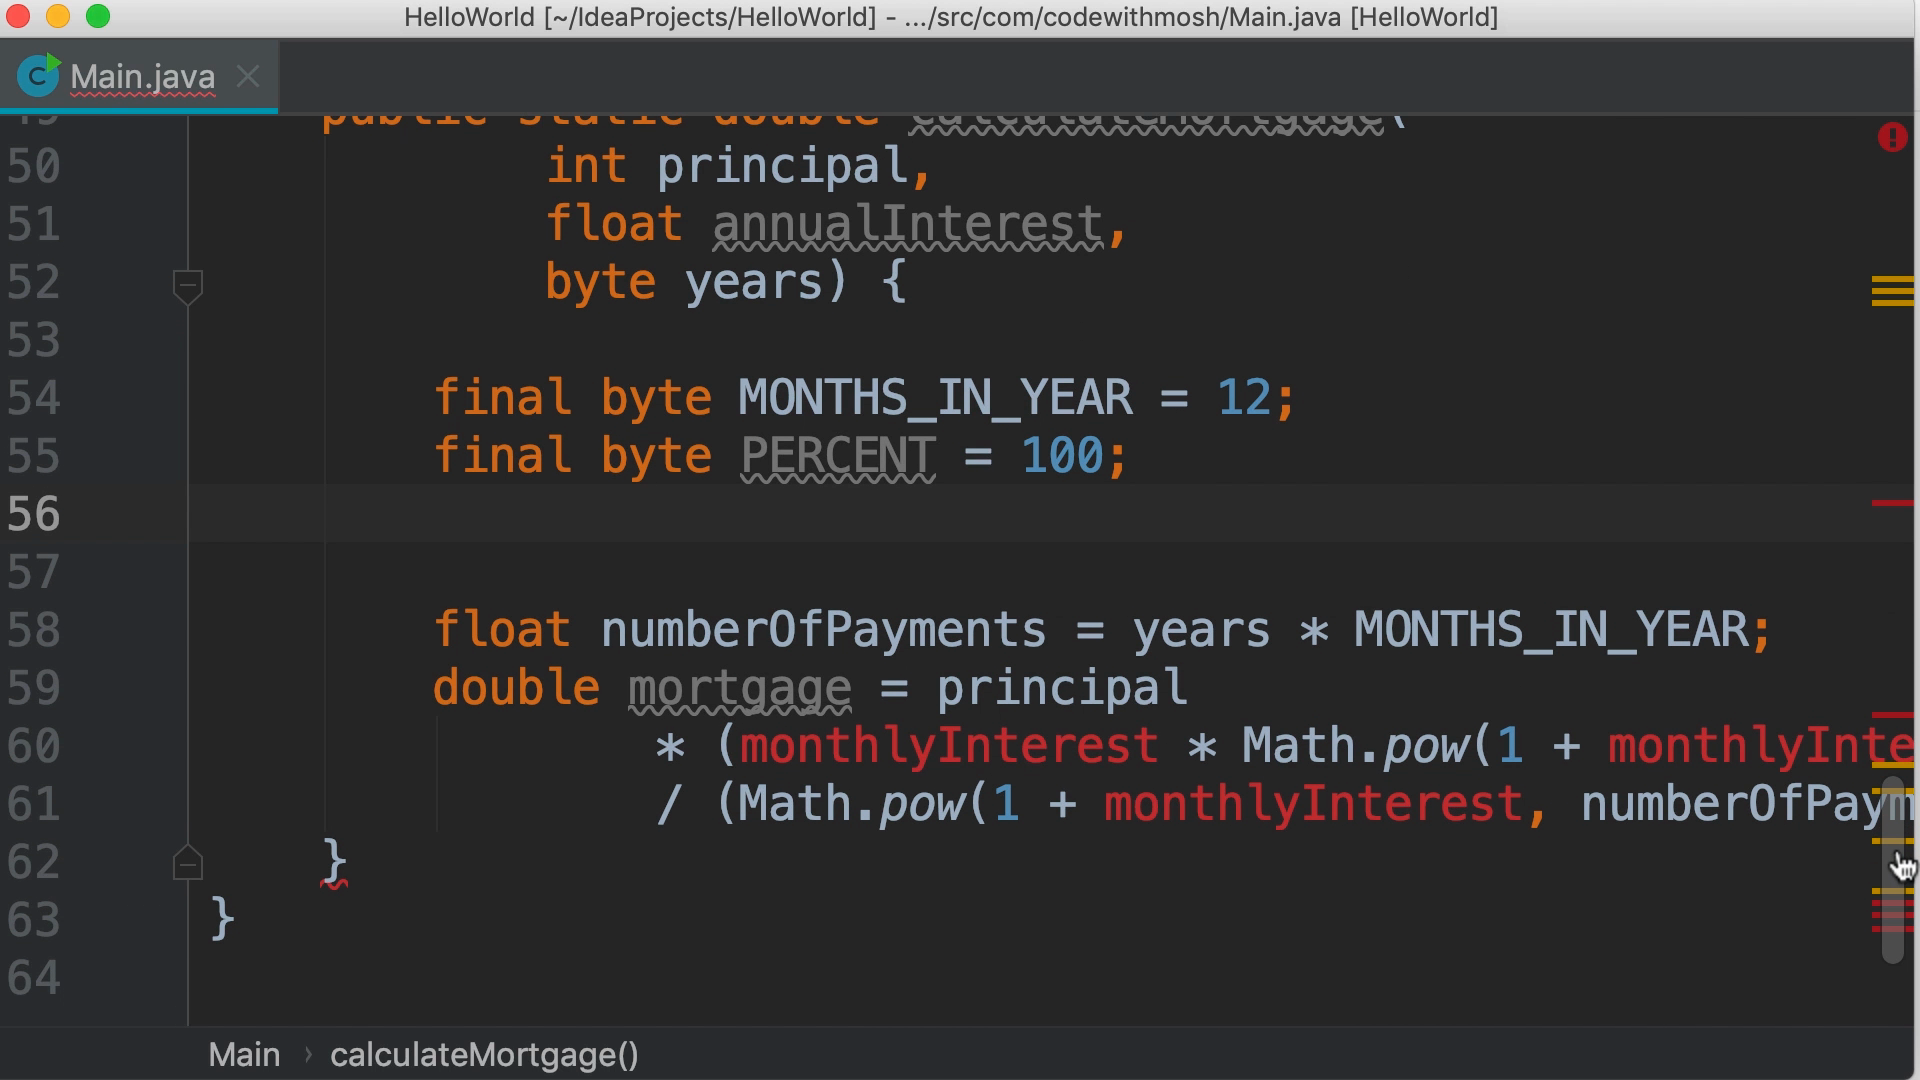 HelloWorld [~/IdeaProjects/HelloWorld] - .../src/com/codewithmosh/Main.java [HelloWorld]
C Main.java
49 public static double calculateMortgage(
50 int principal,
51 float annualInterest,
52 byte years) {
53
54 final byte MONTHS_IN_YEAR = 12;
55 final byte PERCENT = 100;
56
57
58 float numberOfPayments = years * MONTHS_IN_YEAR;
59 double mortgage = principal
60 * (monthlyInterest * Math.pow(1 + monthlyInte
61 / (Math.pow(1 + monthlyInterest, numberOfPaym
62 }
63 }
64
Main › calculateMortgage()